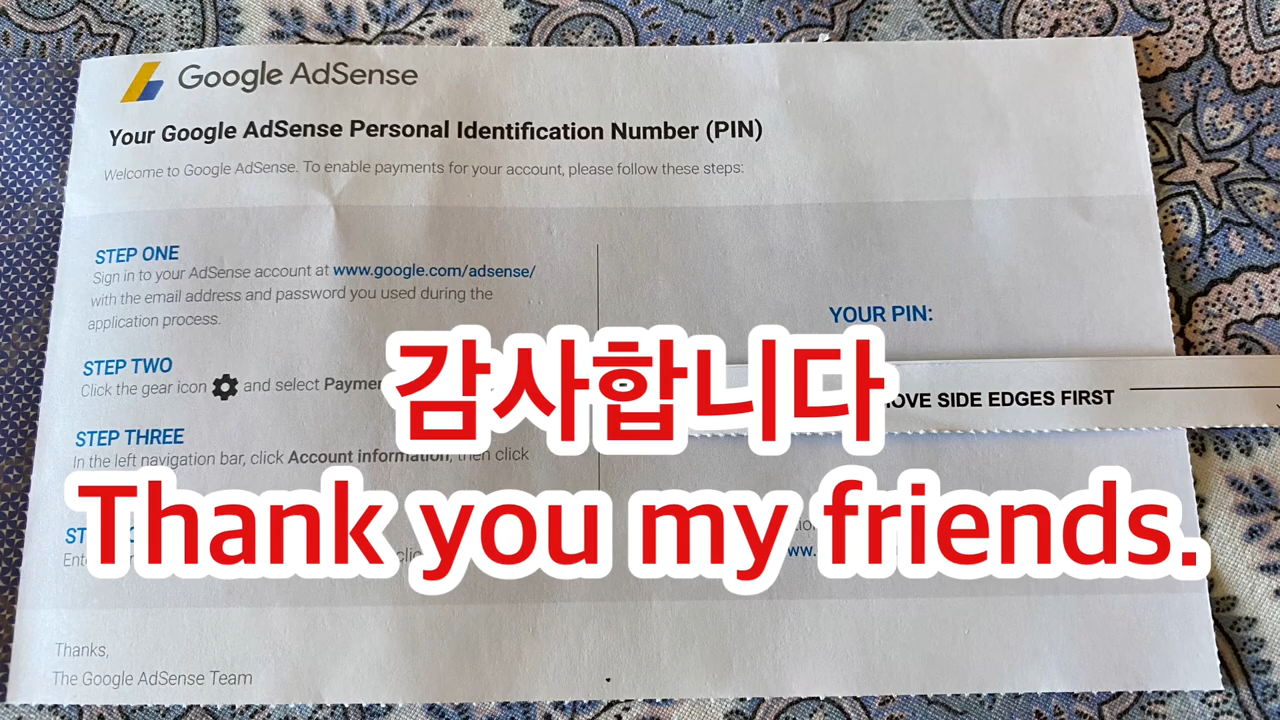 Google AdSense
Your Google AdSense Personal Identification Number (PIN)
Welcome to Google AdSense. To enable payments for your account, please follow these steps:
STEP ONE
Sign in to your AdSense account at www.google.com/adsense/
with the email address and password you used during the
application process.
STEP TWO
Click the gear icon and select
STEP THREE
In the left navigation bar, click Account information, then click
YOUR PIN:
SIDE EDGES FIRST
감사합니다
Thank you my friends.
Thanks,
The Google AdSense Team